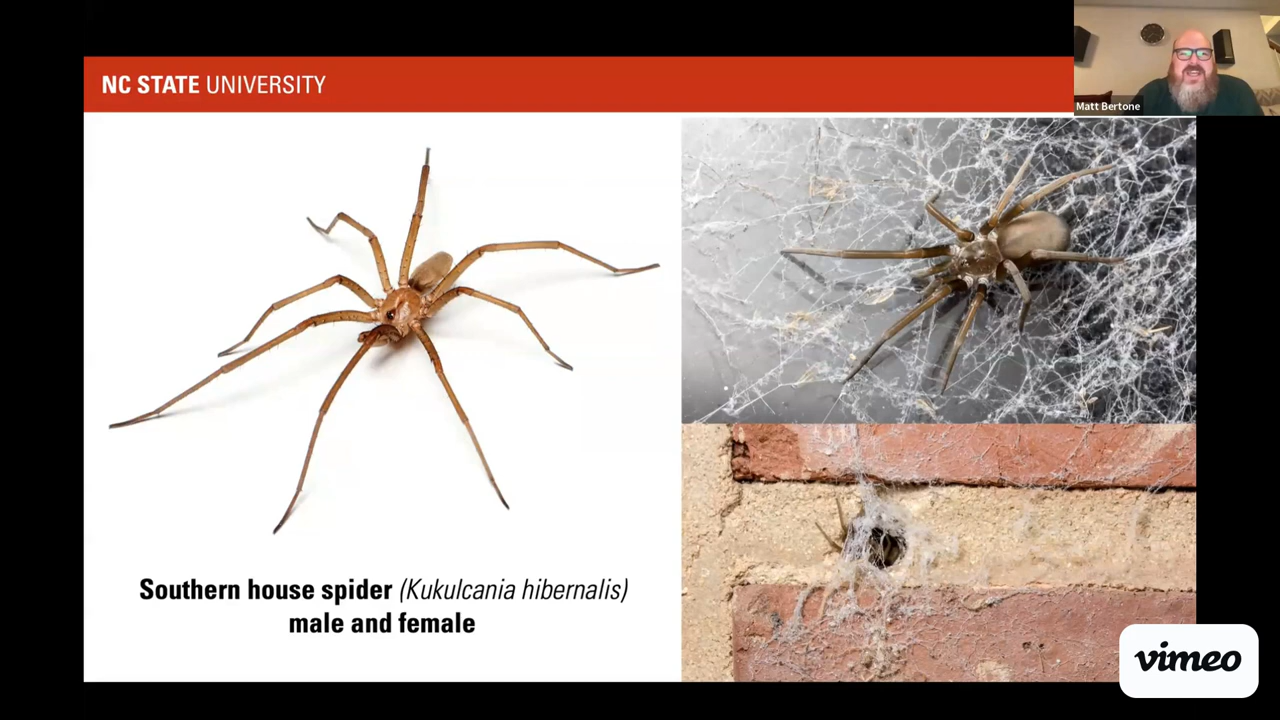 NC STATE UNIVERSITY
Matt Bertone
Southern house spider (Kukulcania hibernalis)
male and female
vimeo